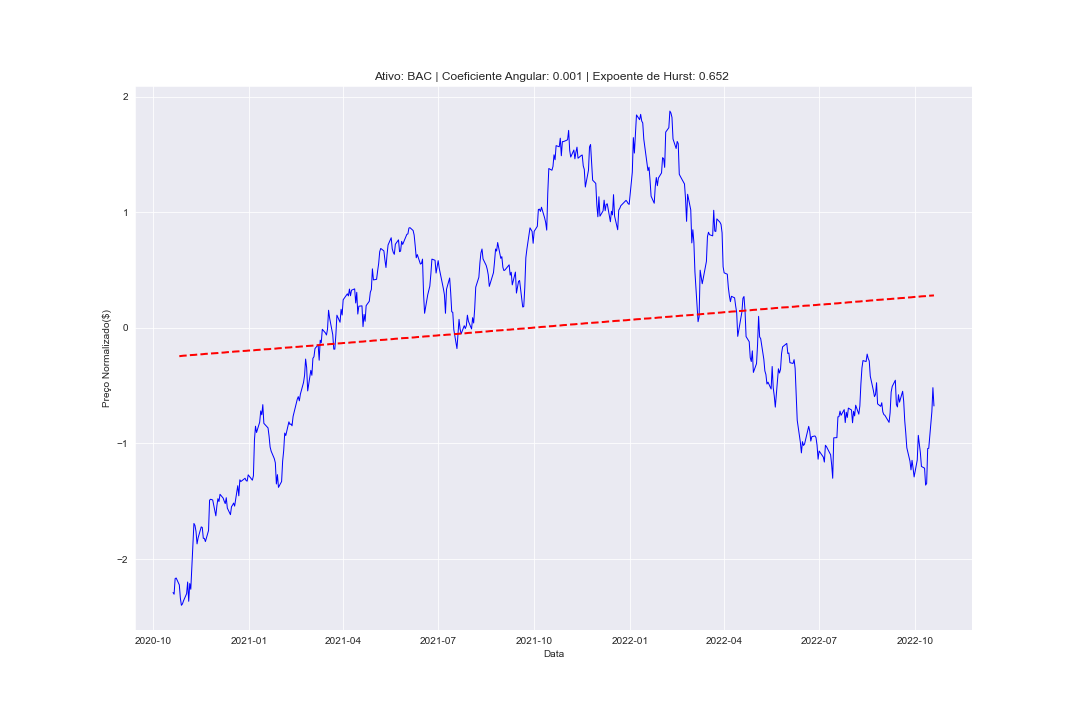 Ativo: BAC | Coeficiente Angular: 0.001 | Expoente de Hurst: 0.652
Preço Normalizado($)
2
1
0
−1
−2
2020-10 2021-01 2021-04 2021-07 2021-10 2022-01 2022-04 2022-07 2022-10
Data